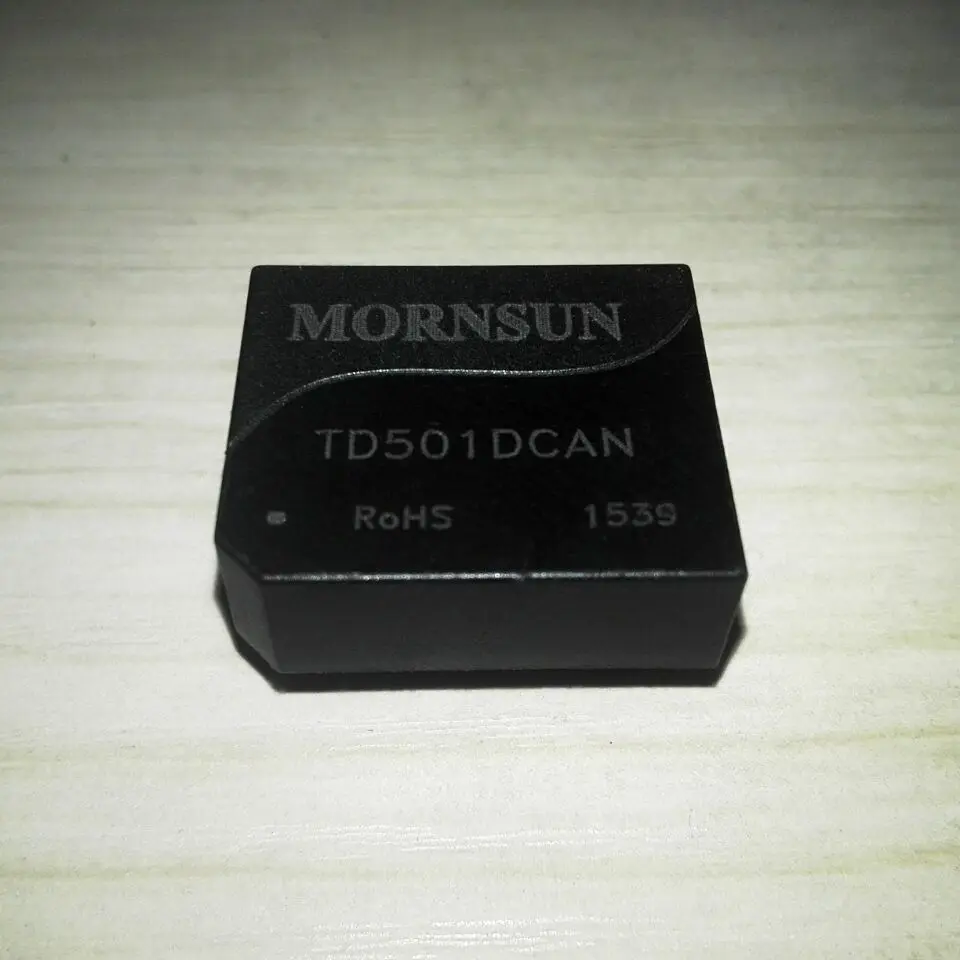 MORNSUN
TD501DCAN
RoHS 1539